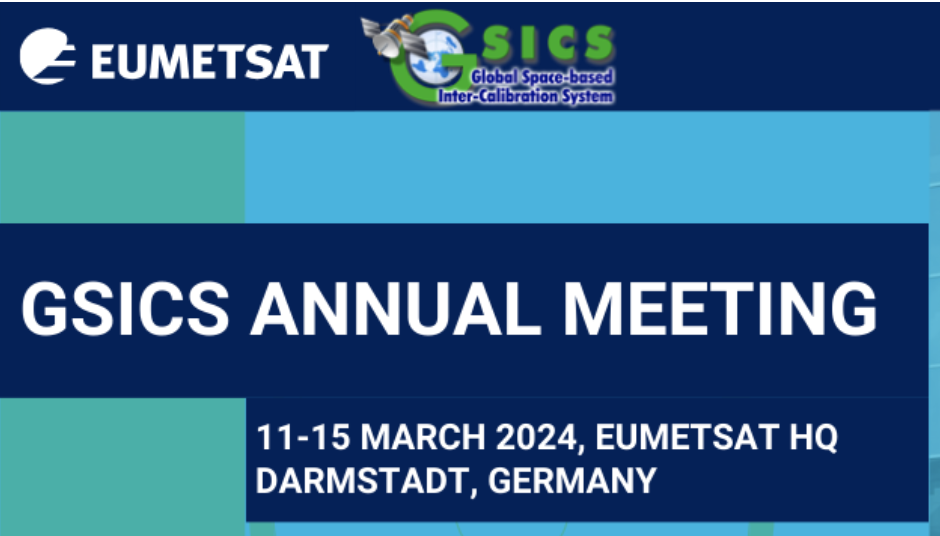 EUMETSAT
GSICS
Global Space-based
Inter-Calibration System
GSICS ANNUAL MEETING
11-15 MARCH 2024, EUMETSAT HQ
DARMSTADT, GERMANY